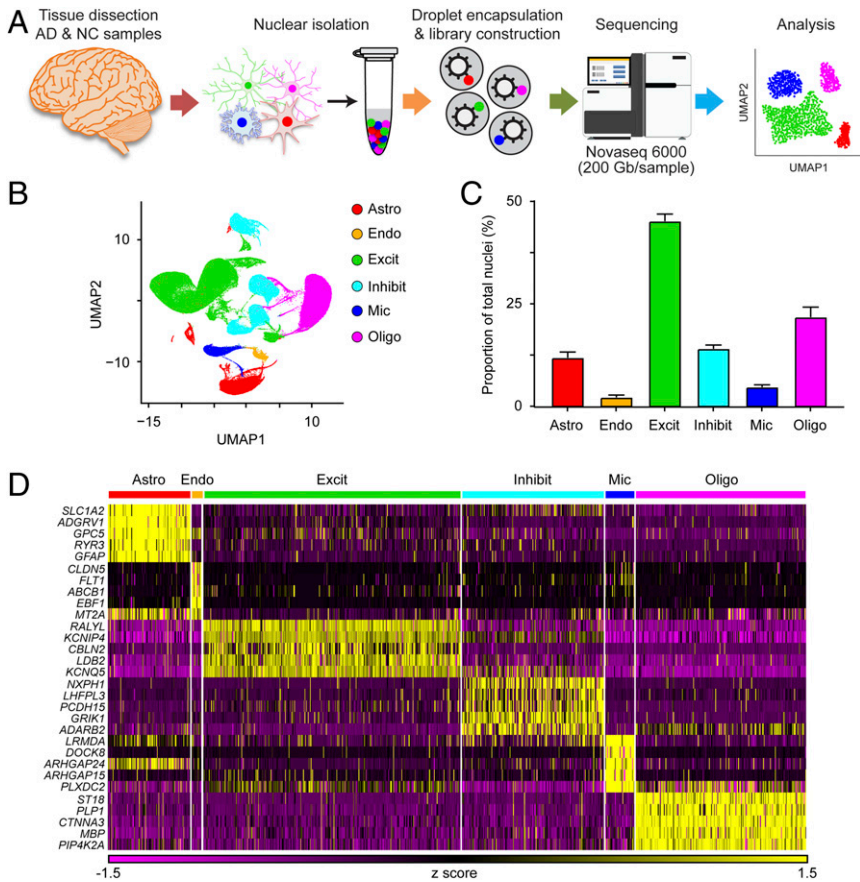 A
Tissue dissection
AD & NC samples
Nuclear isolation
Droplet encapsulation
& library construction
Sequencing
Analysis
Novaseq 6000
(200 Gb/sample)
UMAP2
UMAP1
B
10
−10
UMAP2
−15
10
UMAP1
Astro
Endo
Excit
Inhibit
Mic
Oligo
C
50
25
0
Proportion of total nuclei (%)
Astro
Endo
Excit
Inhibit
Mic
Oligo
D
Astro
Endo
Excit
Inhibit
Mic
Oligo
SLC1A2
ADGRV1
GPC5
RYR3
GFAP
CLDN5
FLT1
ABCB1
EBF1
MT2A
RALYL
KCNIP4
CBLN2
LDB2
KCNQ5
NXPH1
LHFPL3
PCDH15
GRIK1
ADARB2
LRMDA
DOCK8
ARHGAP24
ARHGAP15
PLXDC2
ST18
PLP1
CTNNA3
MBP
PIP4K2A
-1.5
z score
1.5